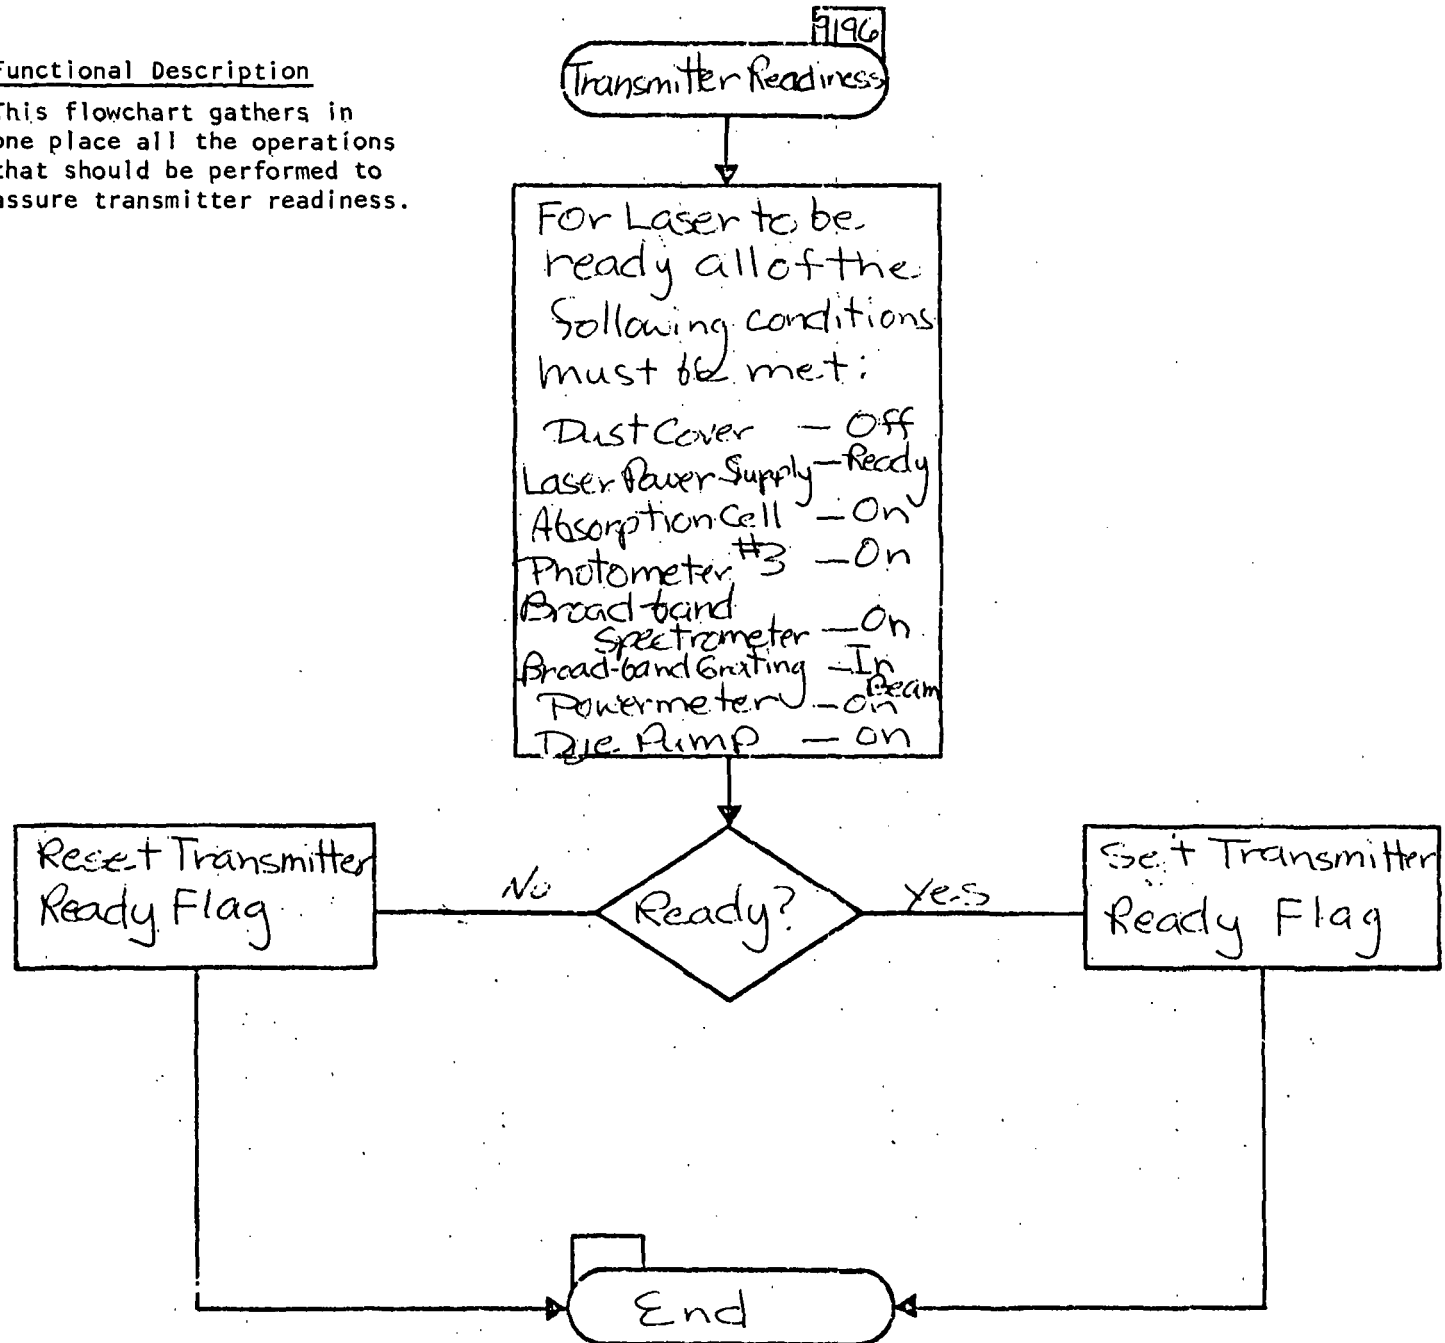 9196
Transmitter Readiness
Functional Description
This flowchart gathers in
one place all the operations
that should be performed to
assure transmitter readiness.
For Laser to be
ready all of the
following conditions
must be met:
Dust Cover — Off
Laser Power Supply — Ready
Absorption Cell — On
Photometer #3 — On
Broad-band
Spectrometer — On
Broad-band Grating — In
Beam
Powermeter — on
Dye Pump — on
Reset Transmitter
Ready Flag
No
Ready?
Yes
Set Transmitter
Ready Flag
End